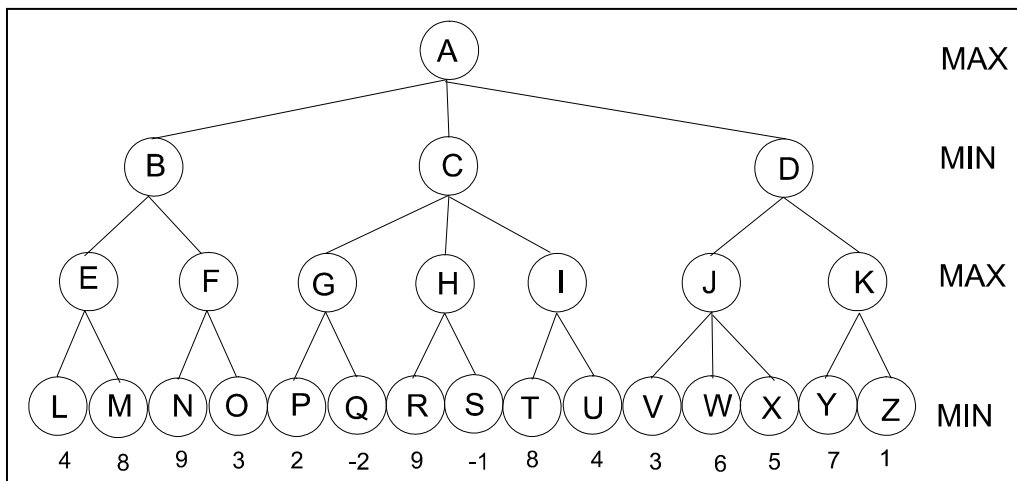 A MAX
B C D MIN
E F G H I J K MAX
L M N O P Q R S T U V W X Y Z MIN
4 8 9 3 2 -2 9 -1 8 4 3 6 5 7 1